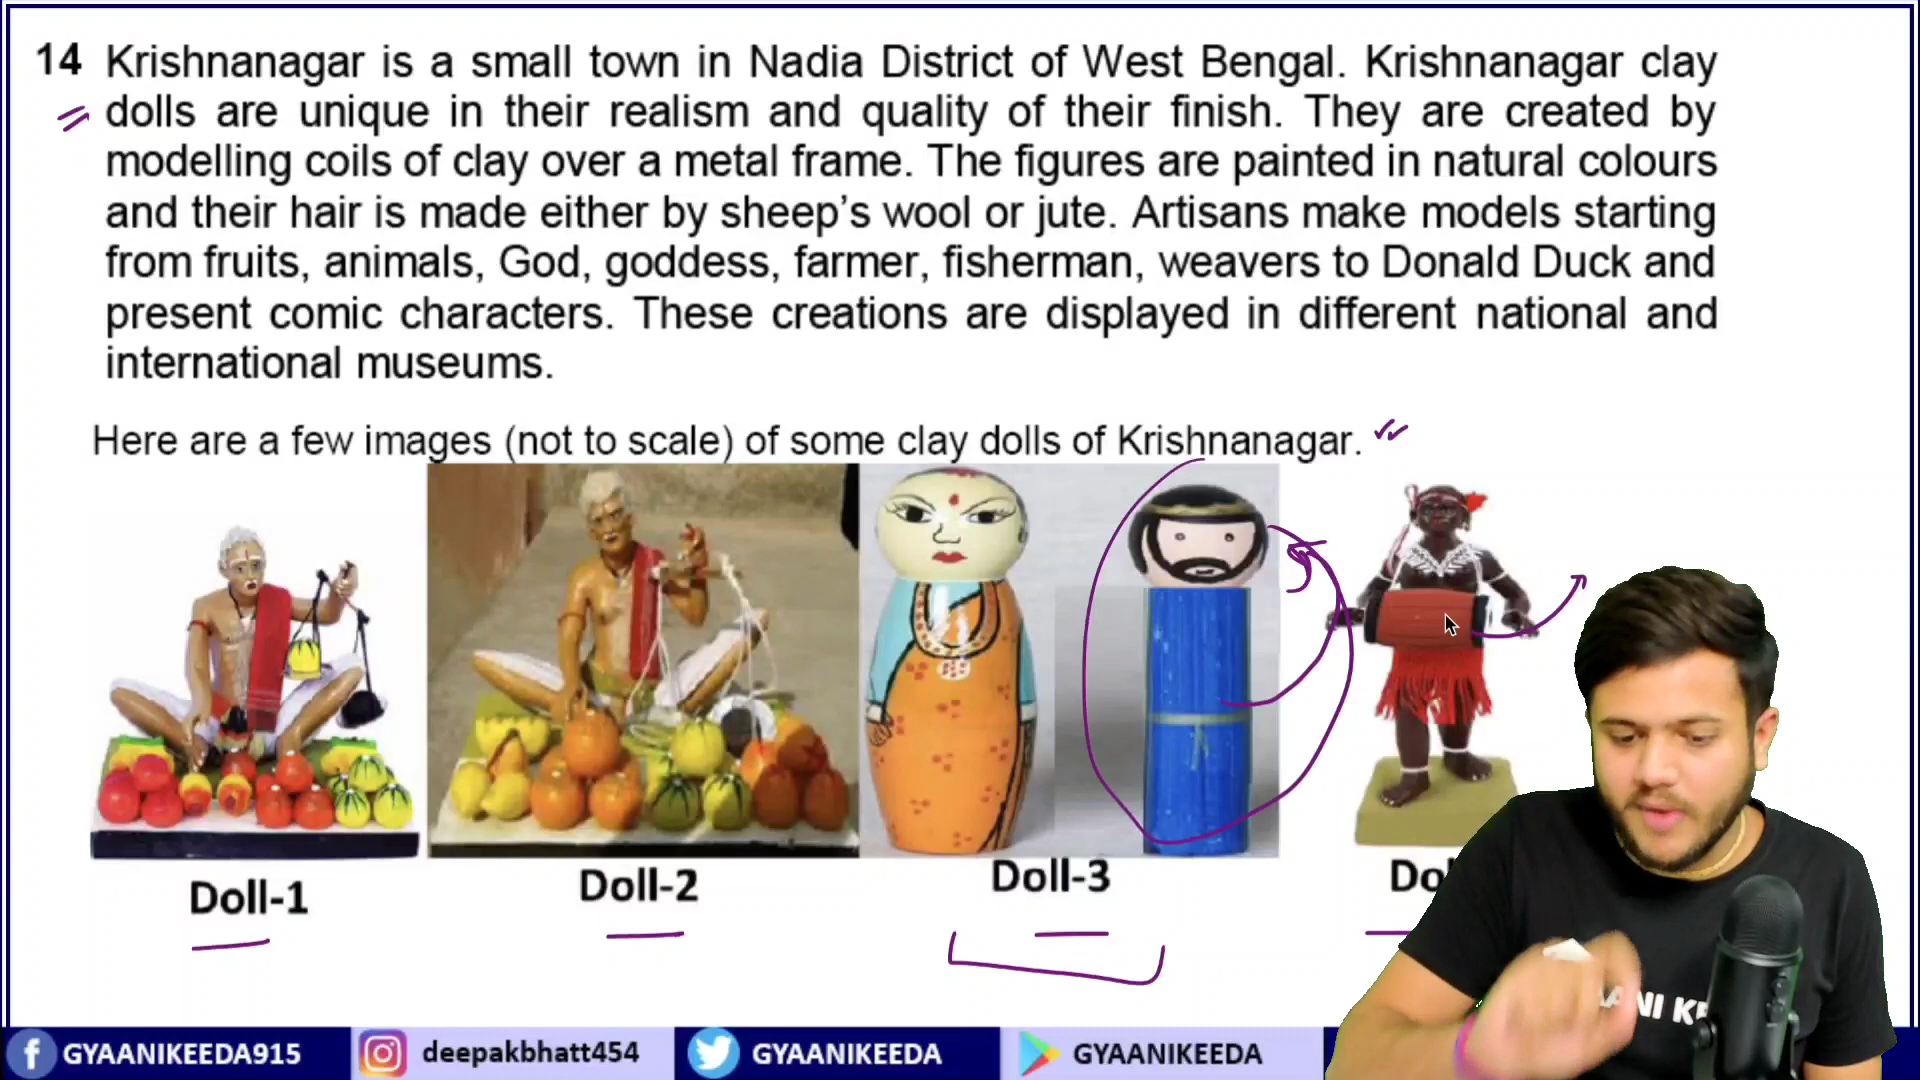 14 Krishnanagar is a small town in Nadia District of West Bengal. Krishnanagar clay
dolls are unique in their realism and quality of their finish. They are created by
modelling coils of clay over a metal frame. The figures are painted in natural colours
and their hair is made either by sheep's wool or jute. Artisans make models starting
from fruits, animals, God, goddess, farmer, fisherman, weavers to Donald Duck and
present comic characters. These creations are displayed in different national and
international museums.
Here are a few images (not to scale) of some clay dolls of Krishnanagar.
Doll-1
Doll-2
Doll-3
GYAANIKEEDA915
deepakbhatt454
GYAANIKEEDA
GYAANIKEEDA